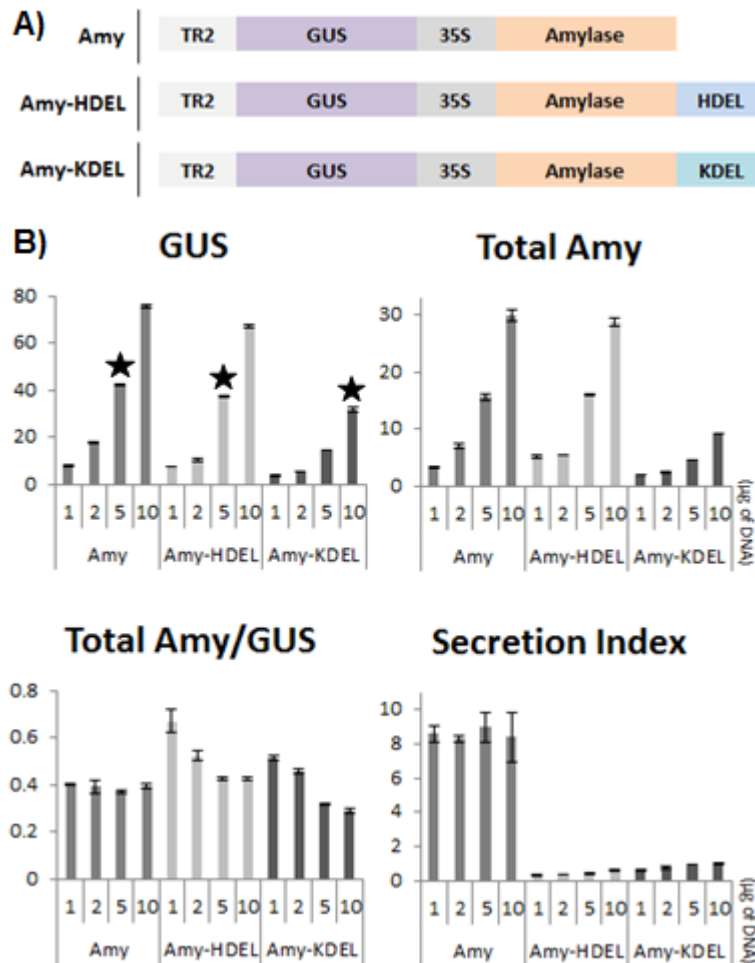 A)
Amy TR2 GUS 35S Amylase
Amy-HDEL TR2 GUS 35S Amylase HDEL
Amy-KDEL TR2 GUS 35S Amylase KDEL
B)
GUS
80
60
40
20
0
1 2 5 10 1 2 5 10 1 2 5 10
Amy Amy-HDEL Amy-KDEL
Total Amy
30
20
10
0
1 2 5 10 1 2 5 10 1 2 5 10
Amy Amy-HDEL Amy-KDEL
(µg of DNA)
Total Amy/GUS
0.8
0.6
0.4
0.2
0
1 2 5 10 1 2 5 10 1 2 5 10
Amy Amy-HDEL Amy-KDEL
Secretion Index
10
8
6
4
2
0
1 2 5 10 1 2 5 10 1 2 5 10
Amy Amy-HDEL Amy-KDEL
(µg of DNA)